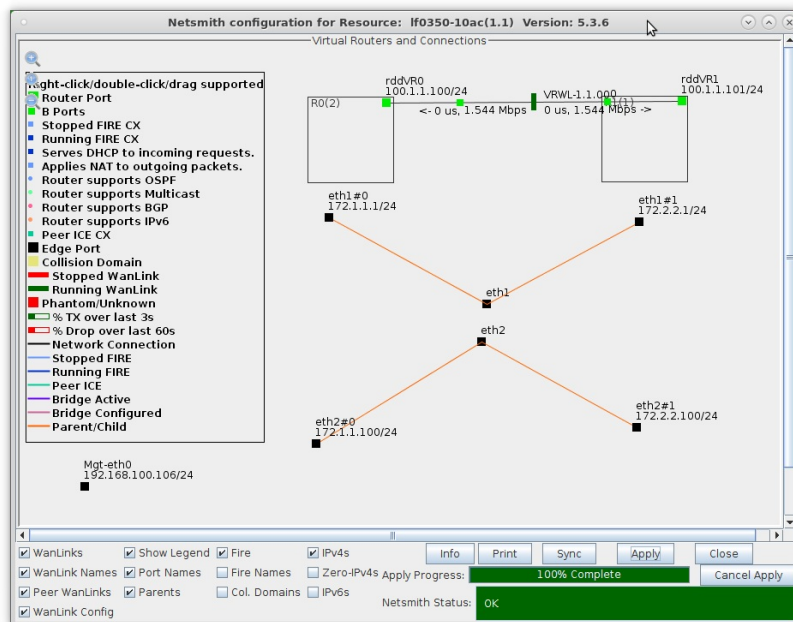 Netsmith configuration for Resource: lf0350-10ac(1.1) Version: 5.3.6
Virtual Routers and Connections
Right-click/double-click/drag supported
Router Port
B Ports
Stopped FIRE CX
Running FIRE CX
Serves DHCP to incoming requests.
Applies NAT to outgoing packets.
Router supports OSPF
Router supports Multicast
Router supports BGP
Router supports IPv6
Peer ICE CX
Edge Port
Collision Domain
Stopped WanLink
Running WanLink
Phantom/Unknown
% TX over last 3s
% Drop over last 60s
Network Connection
Stopped FIRE
Running FIRE
Peer ICE
Bridge Active
Bridge Configured
Parent/Child
rddVR0
100.1.1.100/24
R0(2)
VRWL-1.1.000
<- 0 us, 1.544 Mbps
0 us, 1.544 Mbps ->
rddVR1
100.1.1.101/24
eth1#0
172.1.1.1/24
eth1#1
172.2.2.1/24
eth1
eth2
eth2#0
172.1.1.100/24
eth2#1
172.2.2.100/24
Mgt-eth0
192.168.100.106/24
WanLinks Show Legend Fire IPv4s Info Print Sync Apply Close
WanLink Names Port Names Fire Names Zero-IPv4s Apply Progress: 100% Complete Cancel Apply
Peer WanLinks Parents Col. Domains IPv6s Netsmith Status: OK
WanLink Config